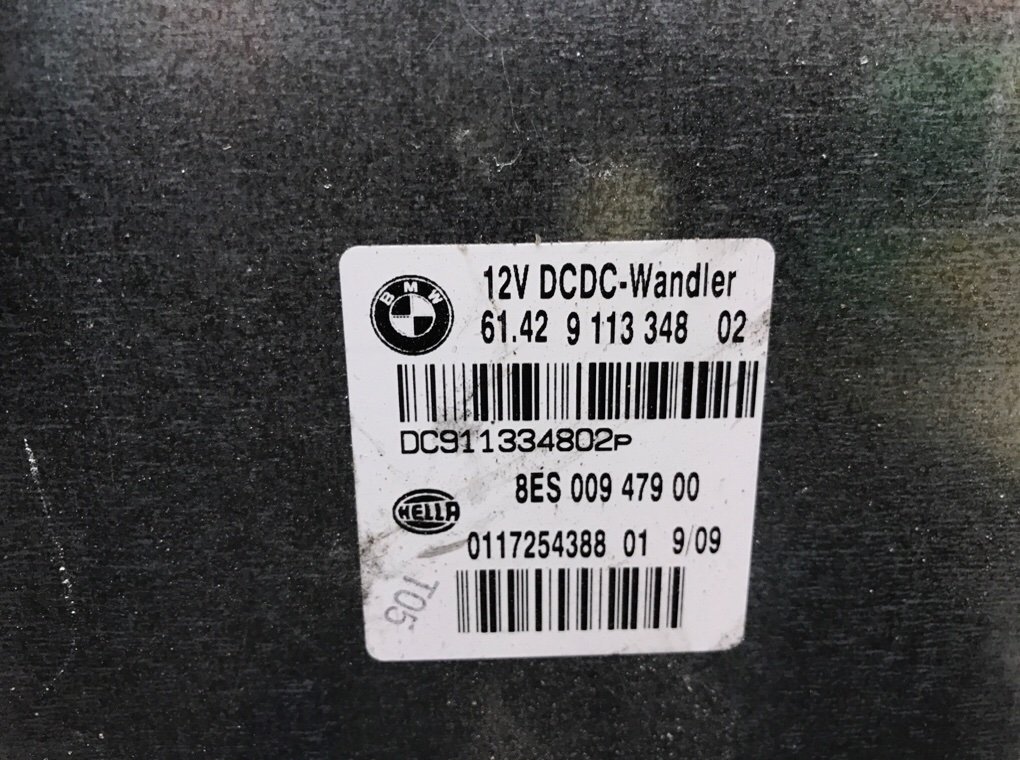 BMW
12V DCDC-Wandler
61.42 9 113 348 02
DC911334802P
8ES 009 479 00
HELLA
0117254388 01 9/09
T05